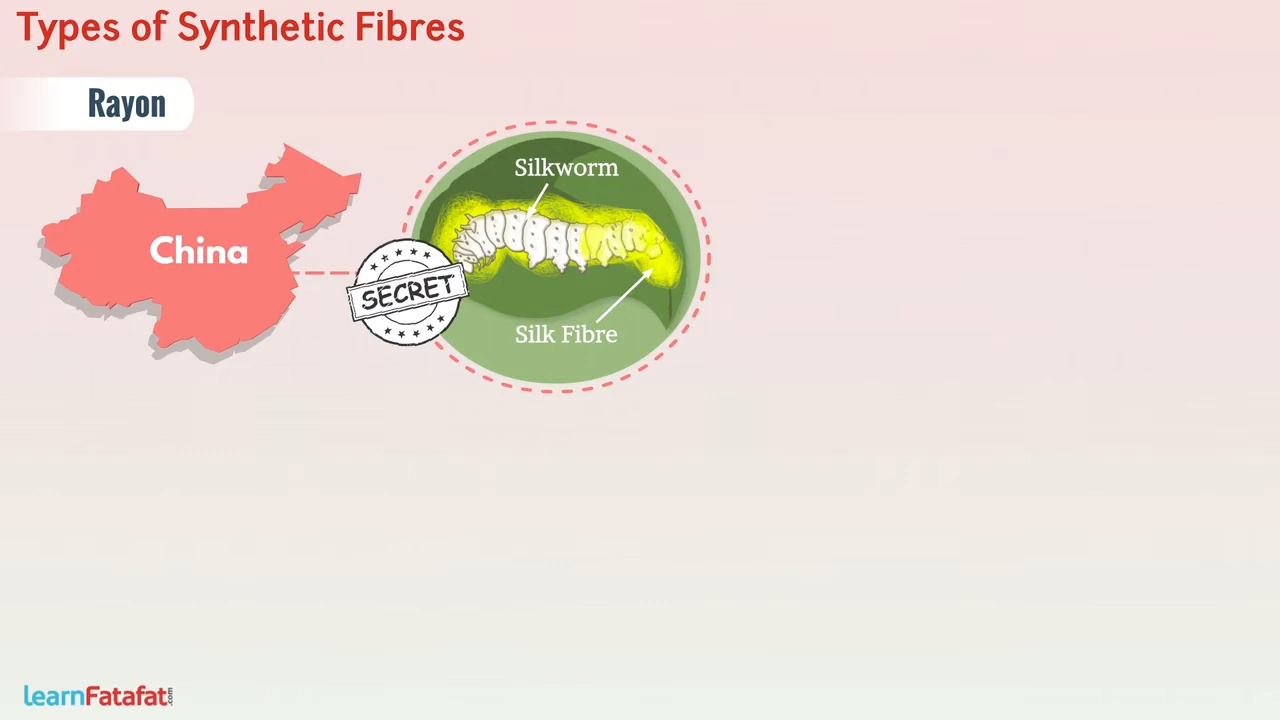 Types of Synthetic Fibres
Rayon
China
Silkworm
SECRET
Silk Fibre
learnFatafat.com